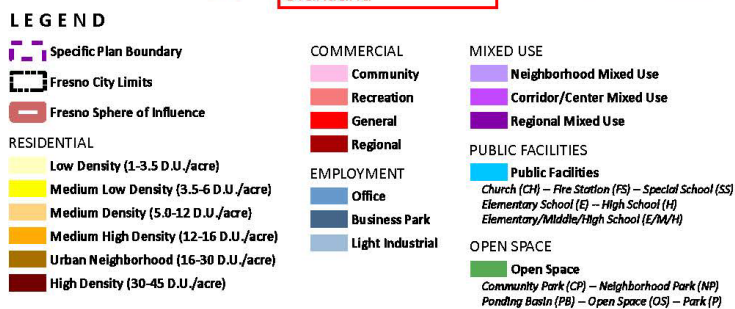 LEGEND
Specific Plan Boundary
Fresno City Limits
Fresno Sphere of Influence
RESIDENTIAL
Low Density (1-3.5 D.U./acre)
Medium Low Density (3.5-6 D.U./acre)
Medium Density (5.0-12 D.U./acre)
Medium High Density (12-16 D.U./acre)
Urban Neighborhood (16-30 D.U./acre)
High Density (30-45 D.U./acre)
COMMERCIAL
Community
Recreation
General
Regional
EMPLOYMENT
Office
Business Park
Light Industrial
MIXED USE
Neighborhood Mixed Use
Corridor/Center Mixed Use
Regional Mixed Use
PUBLIC FACILITIES
Public Facilities
Church (CH) – Fire Station (FS) – Special School (SS)
Elementary School (E) -- High School (H)
Elementary/Middle/High School (E/M/H)
OPEN SPACE
Open Space
Community Park (CP) – Neighborhood Park (NP)
Ponding Basin (PB) – Open Space (OS) – Park (P)